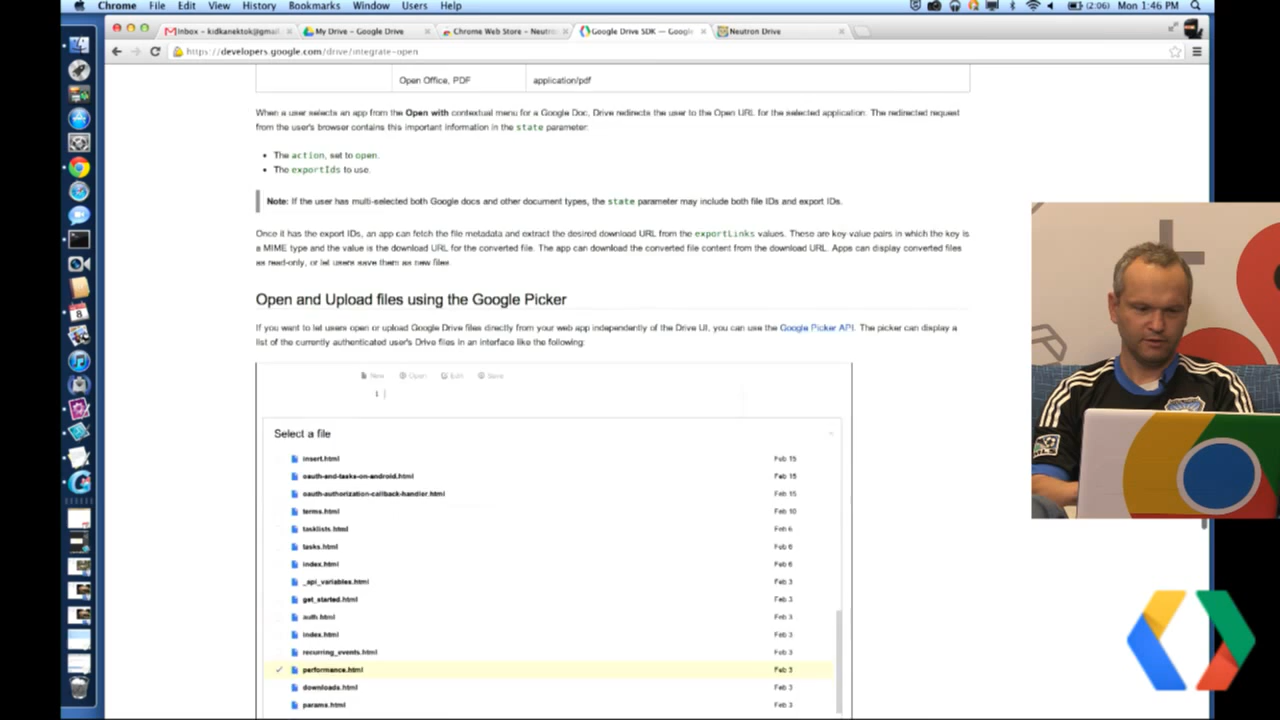 Chrome File Edit View History Bookmarks Window Users Help
(2:06) Mon 1:46 PM
Inbox - kidkanektok@gmail
My Drive - Google Drive
Chrome Web Store - Neutro
Google Drive SDK — Google
Neutron Drive
https://developers.google.com/drive/integrate-open
Open Office, PDF application/pdf
When a user selects an app from the Open with contextual menu for a Google Doc, Drive redirects the user to the Open URL for the selected application. The redirected request
from the user's browser contains this important information in the state parameter:
The action, set to open.
The exportIds to use.
Note: If the user has multi-selected both Google docs and other document types, the state parameter may include both file IDs and export IDs.
Once it has the export IDs, an app can fetch the file metadata and extract the desired download URL from the exportLinks values. These are key value pairs in which the key is
a MIME type and the value is the download URL for the converted file. The app can download the converted file content from the download URL. Apps can display converted files
as read-only, or let users save them as new files.
Open and Upload files using the Google Picker
If you want to let users open or upload Google Drive files directly from your web app independently of the Drive UI, you can use the Google Picker API. The picker can display a
list of the currently authenticated user's Drive files in an interface like the following:
New Open Edit Save
1
Select a file
insert.html Feb 15
oauth-and-tasks-on-android.html Feb 15
oauth-authorization-callback-handler.html Feb 15
terms.html Feb 10
tasklists.html Feb 6
tasks.html Feb 6
index.html Feb 6
_api_variables.html Feb 3
get_started.html Feb 3
auth.html Feb 3
index.html Feb 3
recurring_events.html Feb 3
performance.html Feb 3
downloads.html Feb 3
params.html Feb 3
8